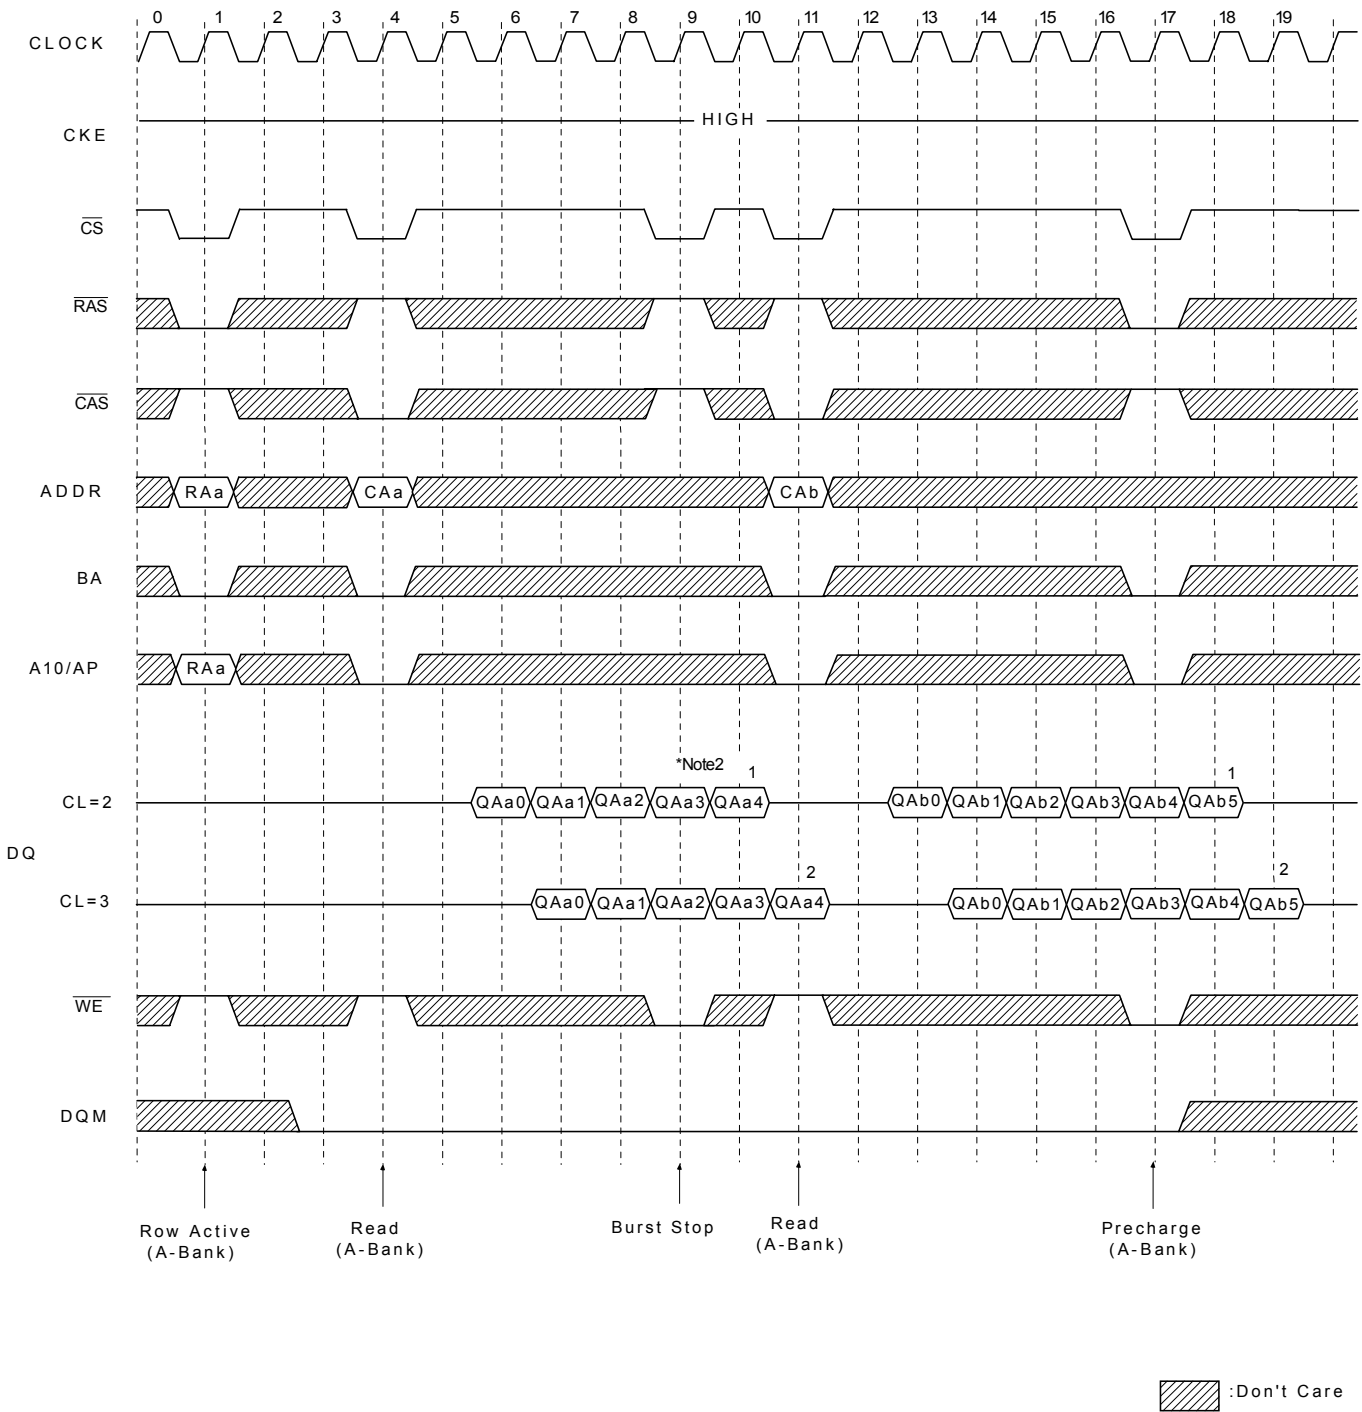 0 1 2 3 4 5 6 7 8 9 10 11 12 13 14 15 16 17 18 19
CLOCK
CKE
HIGH
CS
RAS
CAS
ADDR RAa CAa CAb
BA
A10/AP RAa
*Note2 1 1
CL=2 QAa0 QAa1 QAa2 QAa3 QAa4 QAb0 QAb1 QAb2 QAb3 QAb4 QAb5
DQ
2 2
CL=3 QAa0 QAa1 QAa2 QAa3 QAa4 QAb0 QAb1 QAb2 QAb3 QAb4 QAb5
WE
DQM
Row Active
(A-Bank)
Read
(A-Bank)
Burst Stop
Read
(A-Bank)
Precharge
(A-Bank)
:Don't Care